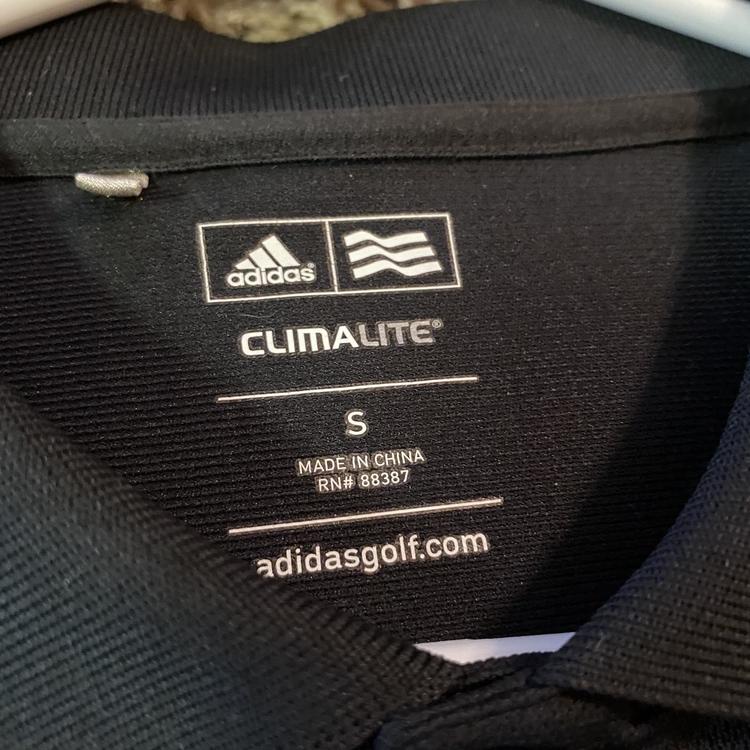 adidas®
CLIMALITE®
S
MADE IN CHINA
RN# 88387
adidasgolf.com